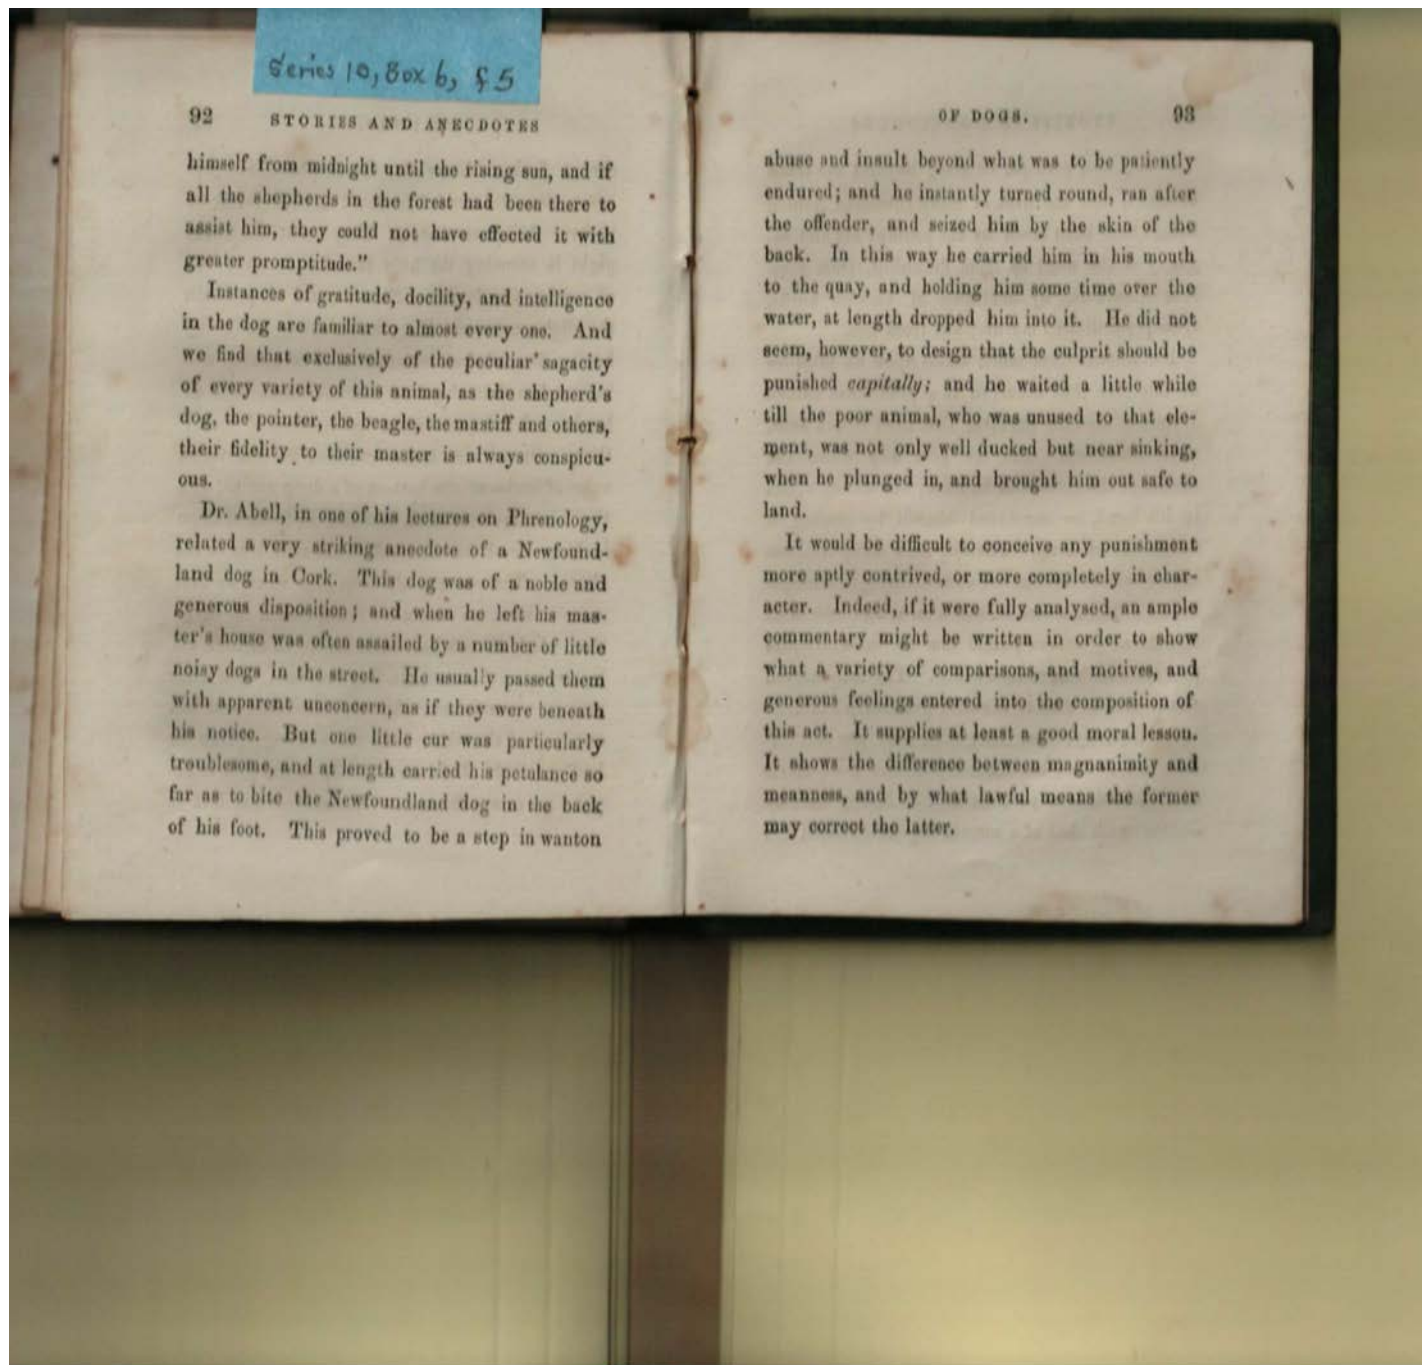 Series 10, Box 6, f 5
92 STORIES AND ANECDOTES
himself from midnight until the rising sun, and if
all the shepherds in the forest had been there to
assist him, they could not have effected it with
greater promptitude."
Instances of gratitude, docility, and intelligence
in the dog are familiar to almost every one. And
we find that exclusively of the peculiar sagacity
of every variety of this animal, as the shepherd's
dog, the pointer, the beagle, the mastiff and others,
their fidelity to their master is always conspicu-
ous.
Dr. Abell, in one of his lectures on Phrenology,
related a very striking anecdote of a Newfound-
land dog in Cork. This dog was of a noble and
generous disposition; and when he left his mas-
ter's house was often assailed by a number of little
noisy dogs in the street. He usually passed them
with apparent unconcern, as if they were beneath
his notice. But one little cur was particularly
troublesome, and at length carried his petulance so
far as to bite the Newfoundland dog in the back
of his foot. This proved to be a step in wanton
OF DOGS. 93
abuse and insult beyond what was to be patiently
endured; and he instantly turned round, ran after
the offender, and seized him by the skin of the
back. In this way he carried him in his mouth
to the quay, and holding him some time over the
water, at length dropped him into it. He did not
seem, however, to design that the culprit should be
punished capitally; and he waited a little while
till the poor animal, who was unused to that ele-
ment, was not only well ducked but near sinking,
when he plunged in, and brought him out safe to
land.
It would be difficult to conceive any punishment
more aptly contrived, or more completely in char-
acter. Indeed, if it were fully analysed, an ample
commentary might be written in order to show
what a variety of comparisons, and motives, and
generous feelings entered into the composition of
this act. It supplies at least a good moral lesson.
It shows the difference between magnanimity and
meanness, and by what lawful means the former
may correct the latter.